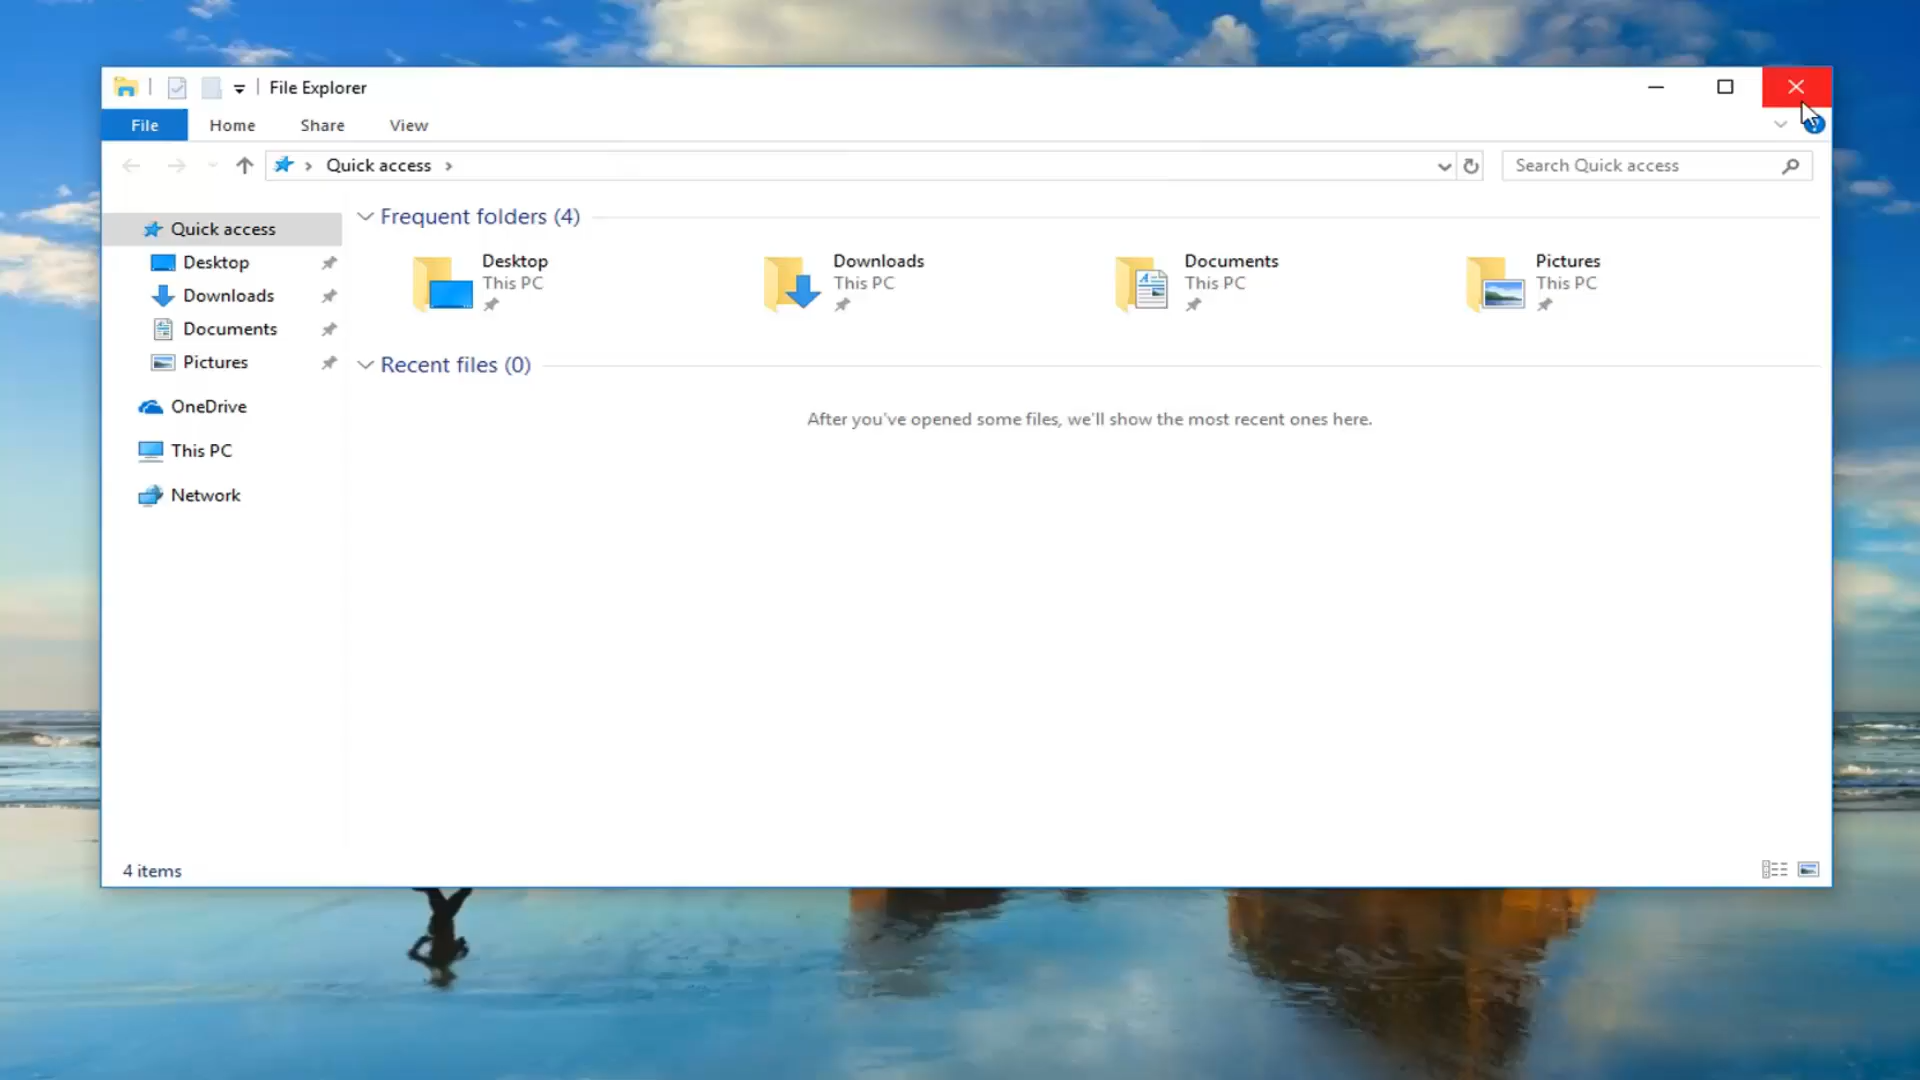 File Explorer
File Home Share View
Quick access
Search Quick access
Quick access
Desktop
Downloads
Documents
Pictures
OneDrive
This PC
Network
Frequent folders (4)
Desktop
This PC
Downloads
This PC
Documents
This PC
Pictures
This PC
Recent files (0)
After you've opened some files, we'll show the most recent ones here.
4 items